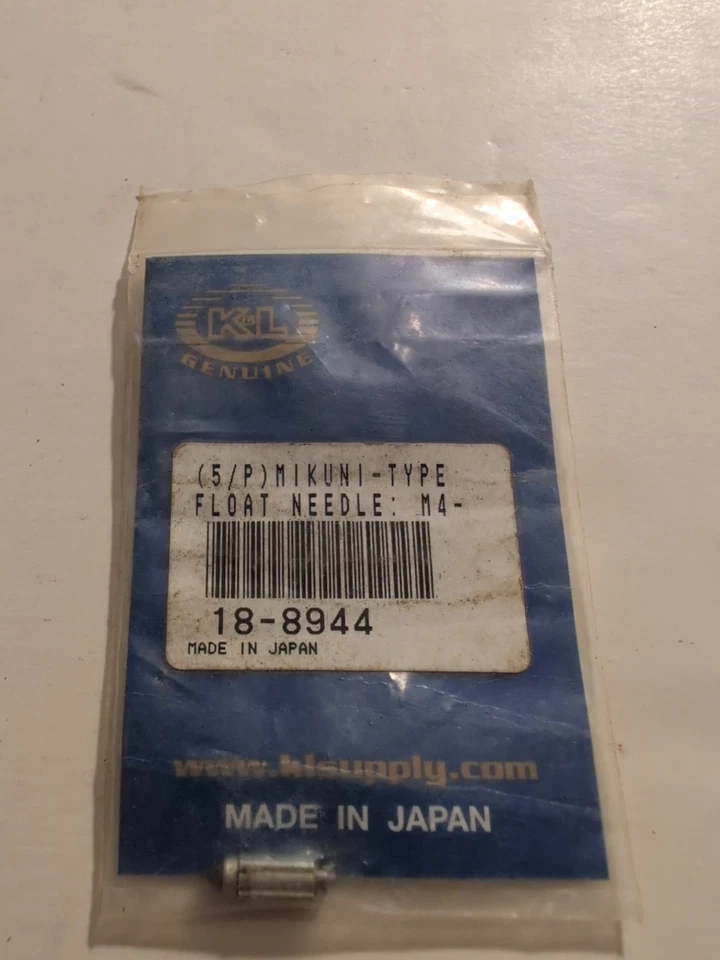 K&L
GENUINE
(5/P)MIKUNI-TYPE
FLOAT NEEDLE: M4-
18-8944
MADE IN JAPAN
www.klsupply.com
MADE IN JAPAN